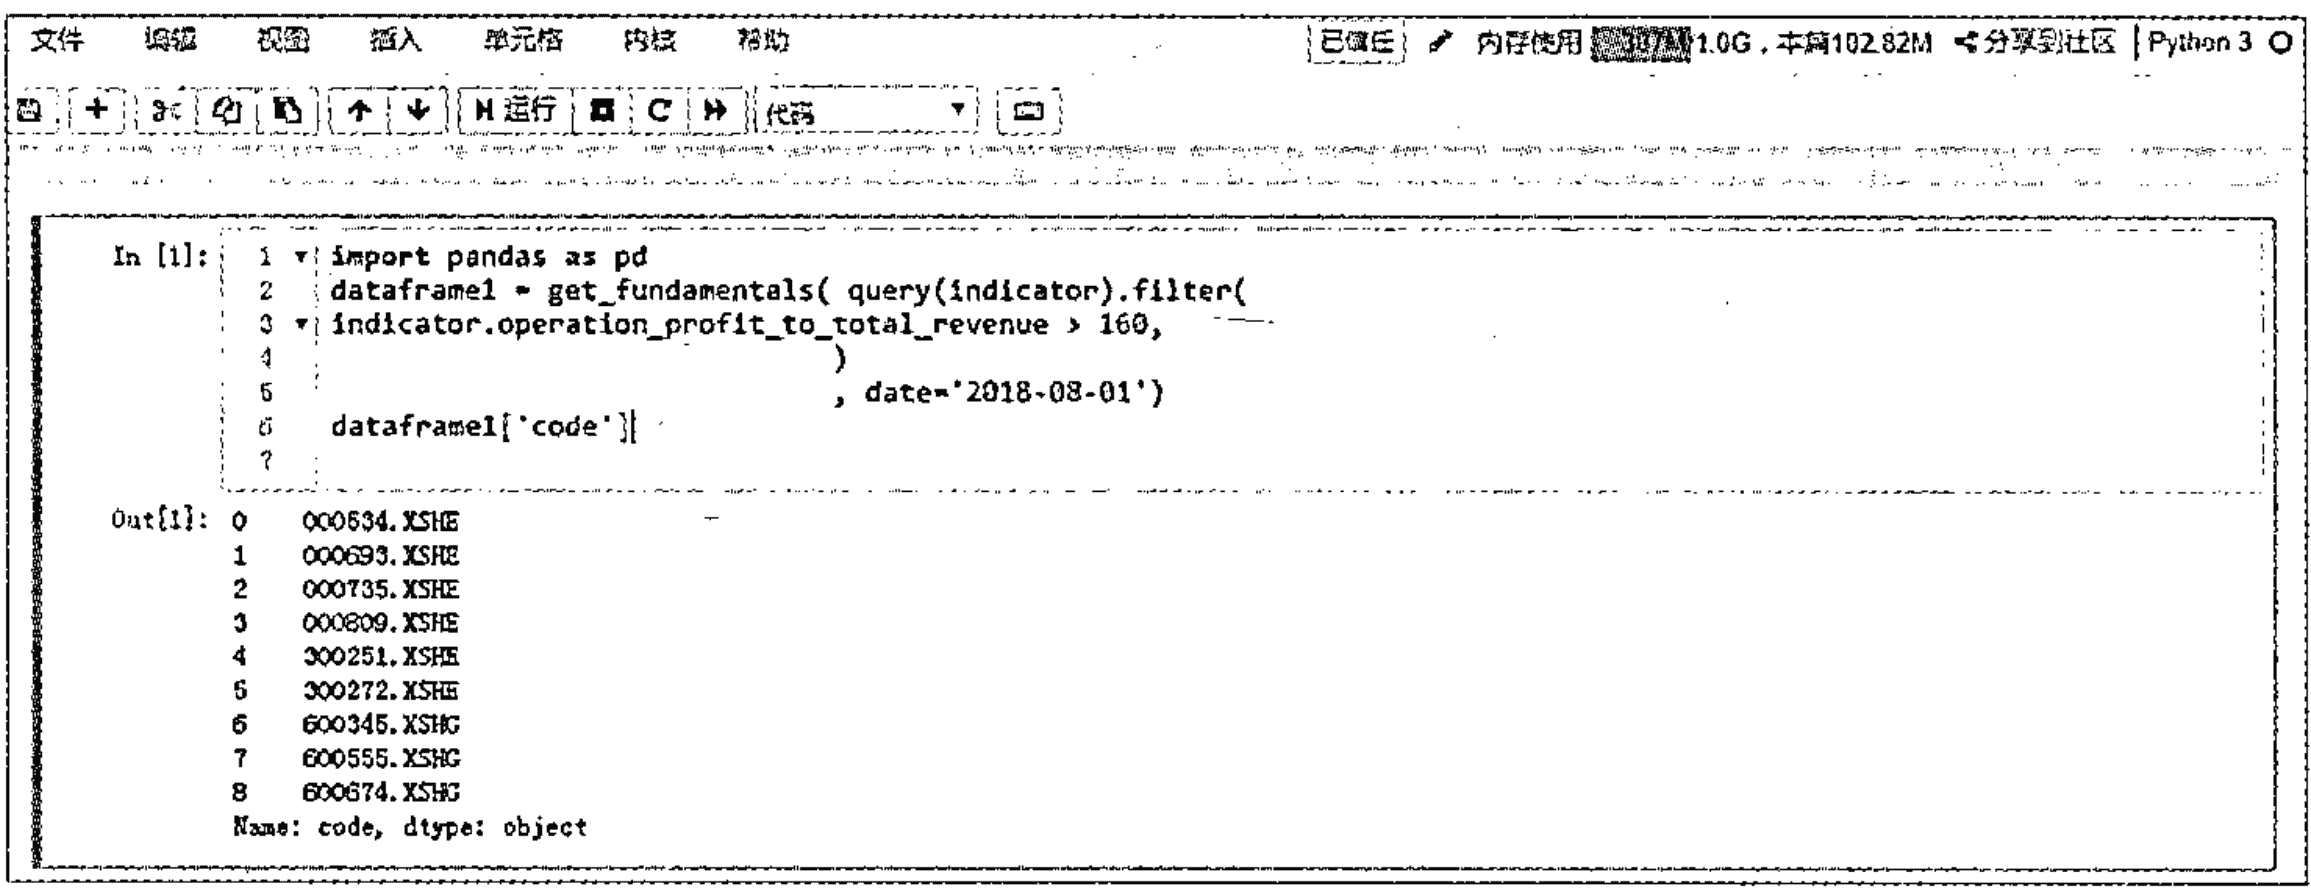 文件 编辑 视图 插入 单元格 内核 帮助 已信任 内存使用 1.0G，本篇102.82M 分享到社区 Python 3
运行 代码
In [1]:
1 import pandas as pd
2 dataframe1 = get_fundamentals( query(indicator).filter(
3 indicator.operation_profit_to_total_revenue > 160,
4 )
5 , date='2018-08-01')
6 dataframe1['code']
7
Out[1]: 0 000534.XSHE
1 000693.XSHE
2 000735.XSHE
3 000809.XSHE
4 300251.XSHE
5 300272.XSHE
6 600346.XSHG
7 600555.XSHG
8 600674.XSHG
Name: code, dtype: object